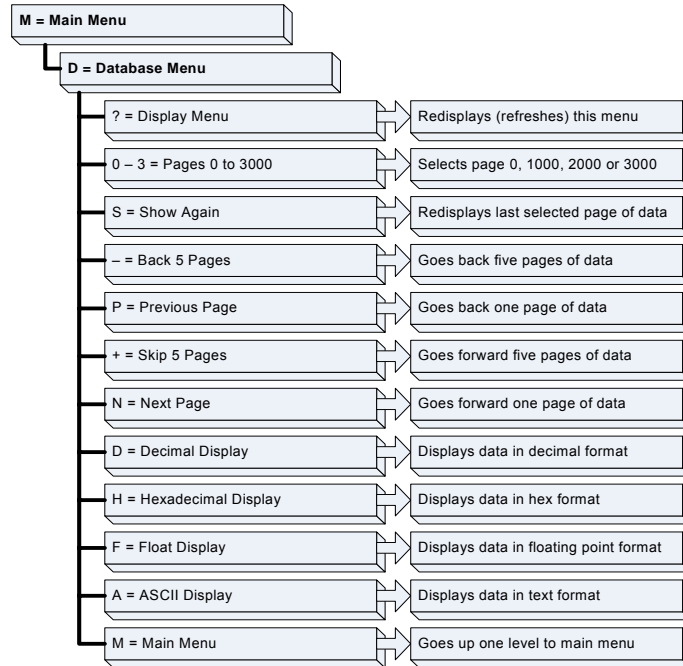 M = Main Menu
D = Database Menu
? = Display Menu
Redisplays (refreshes) this menu
0 – 3 = Pages 0 to 3000
Selects page 0, 1000, 2000 or 3000
S = Show Again
Redisplays last selected page of data
– = Back 5 Pages
Goes back five pages of data
P = Previous Page
Goes back one page of data
+ = Skip 5 Pages
Goes forward five pages of data
N = Next Page
Goes forward one page of data
D = Decimal Display
Displays data in decimal format
H = Hexadecimal Display
Displays data in hex format
F = Float Display
Displays data in floating point format
A = ASCII Display
Displays data in text format
M = Main Menu
Goes up one level to main menu